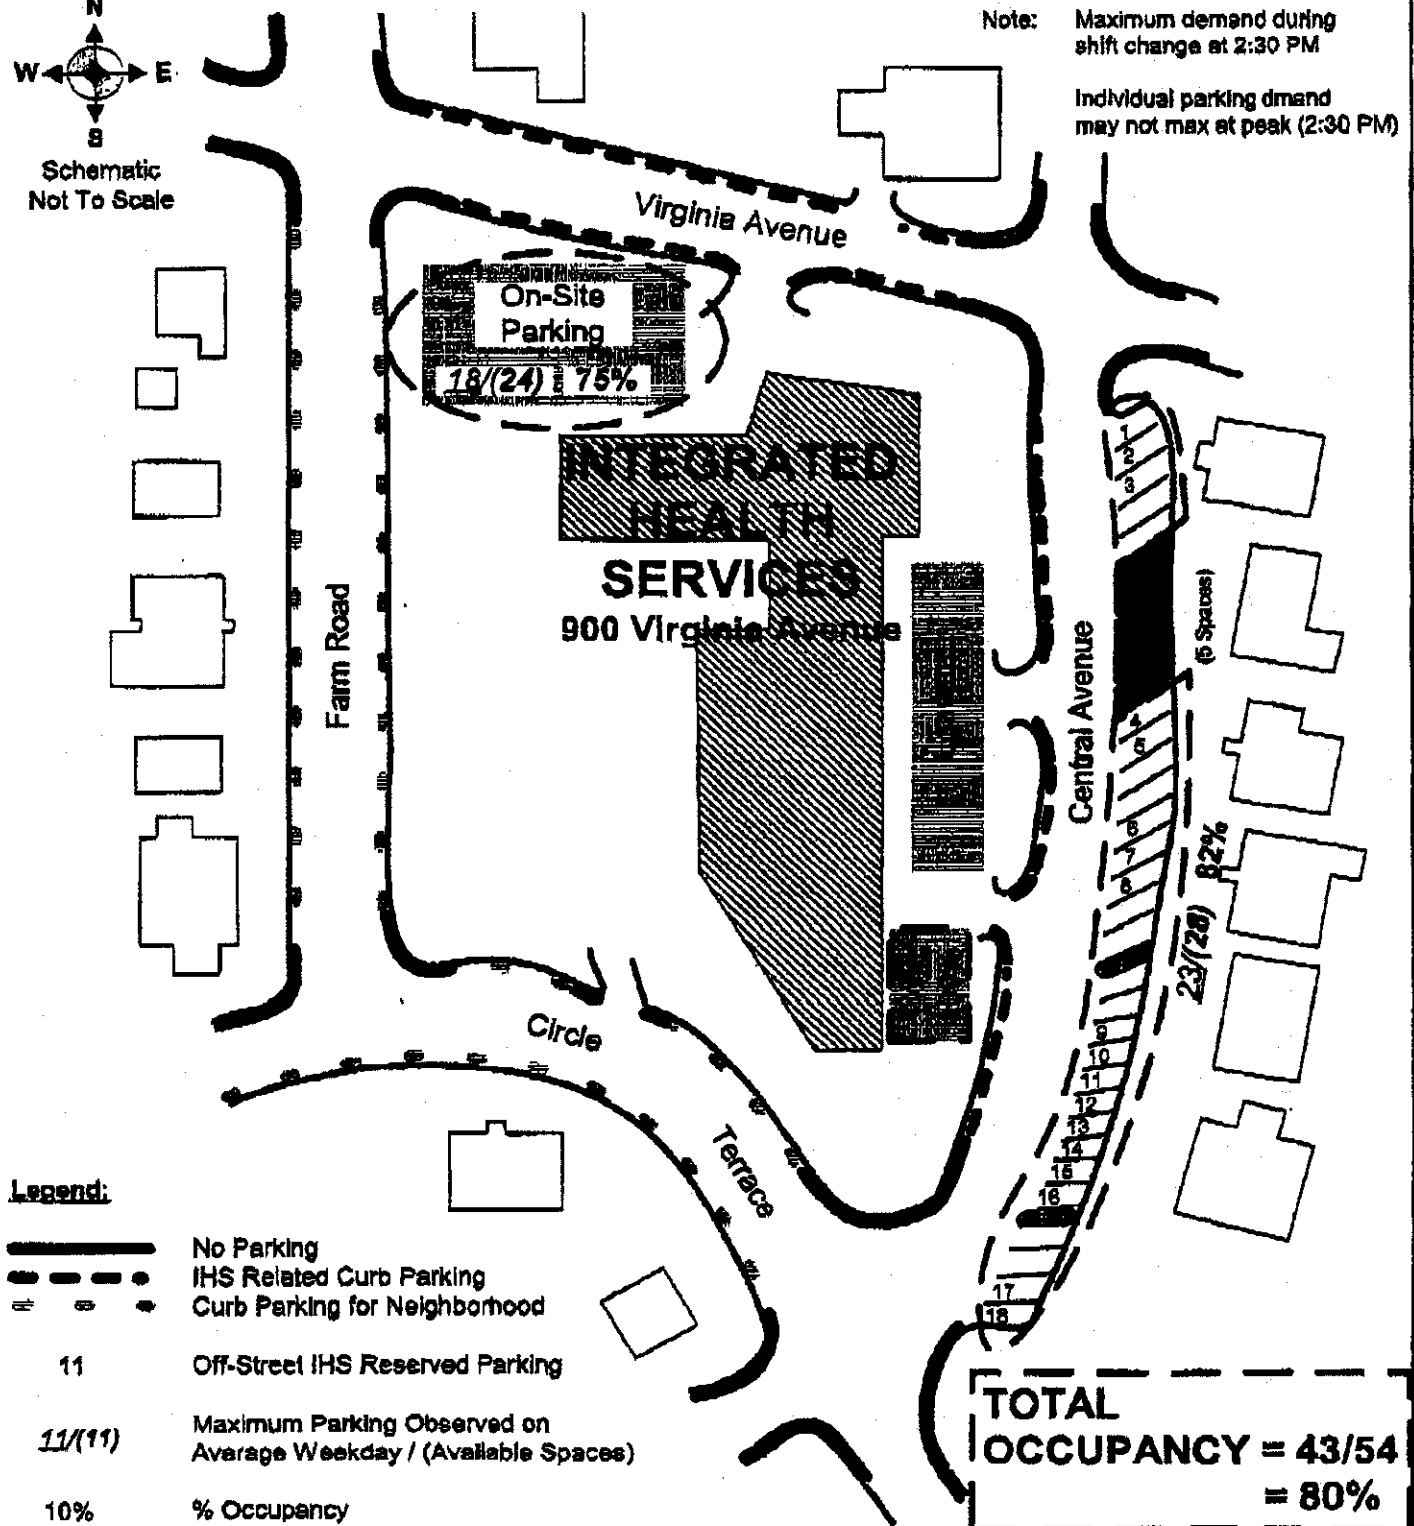 N
W E
S
Schematic
Not To Scale
Note: Maximum demand during
shift change at 2:30 PM
Individual parking dmand
may not max at peak (2:30 PM)
Virginia Avenue
On-Site
Parking
18/(24) 75%
INTEGRATED
HEALTH
SERVICES
900 Virginia Avenue
Farm Road
Central Avenue
(5 Spaces)
1
2
3
4
5
6
7
8
23/(28) 82%
9
10
11
12
13
14
15
16
17
18
Circle
Terrace
Legend:
No Parking
IHS Related Curb Parking
Curb Parking for Neighborhood
11 Off-Street IHS Reserved Parking
11/(11) Maximum Parking Observed on
Avarage Weekday / (Available Spaces)
10% % Occupancy
TOTAL
OCCUPANCY = 43/54
= 80%